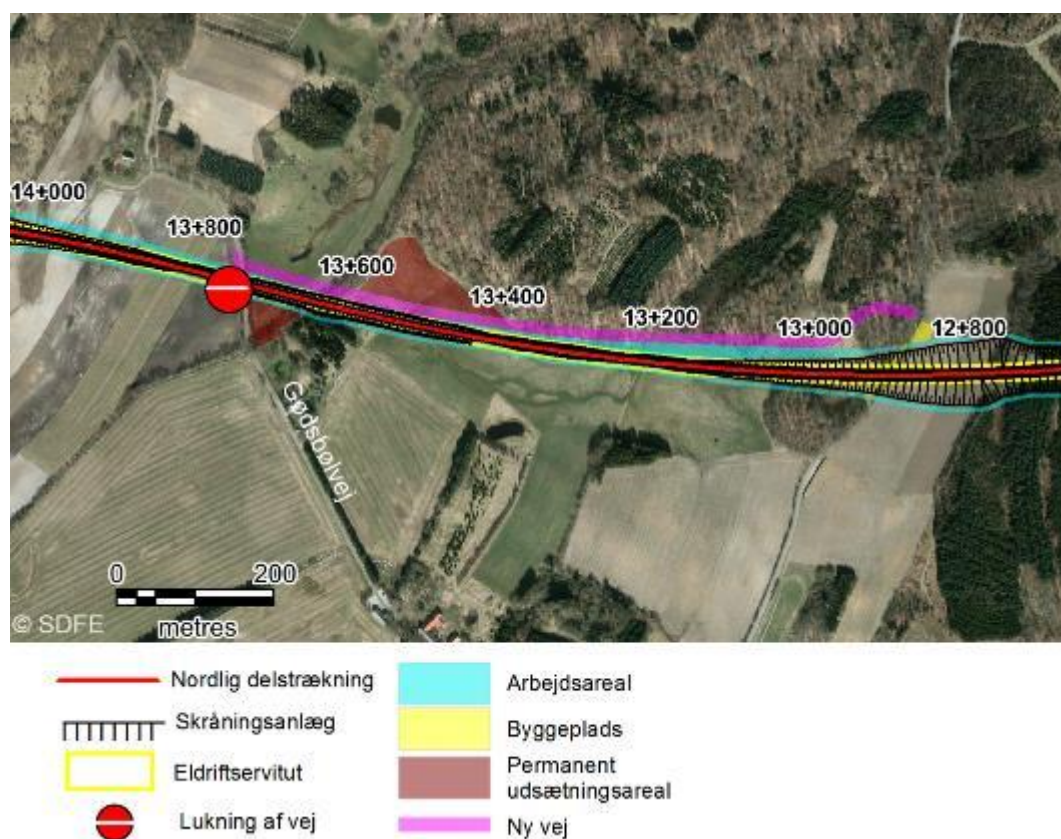 14+000
13+800
13+600
13+400
13+200
13+000
12+800
Gødsbølvej
0 200
metres
© SDFE
Nordlig delstrækning
Skråningsanlæg
Eldriftservitut
Lukning af vej
Arbejdsareal
Byggeplads
Permanent
udsætningsareal
Ny vej